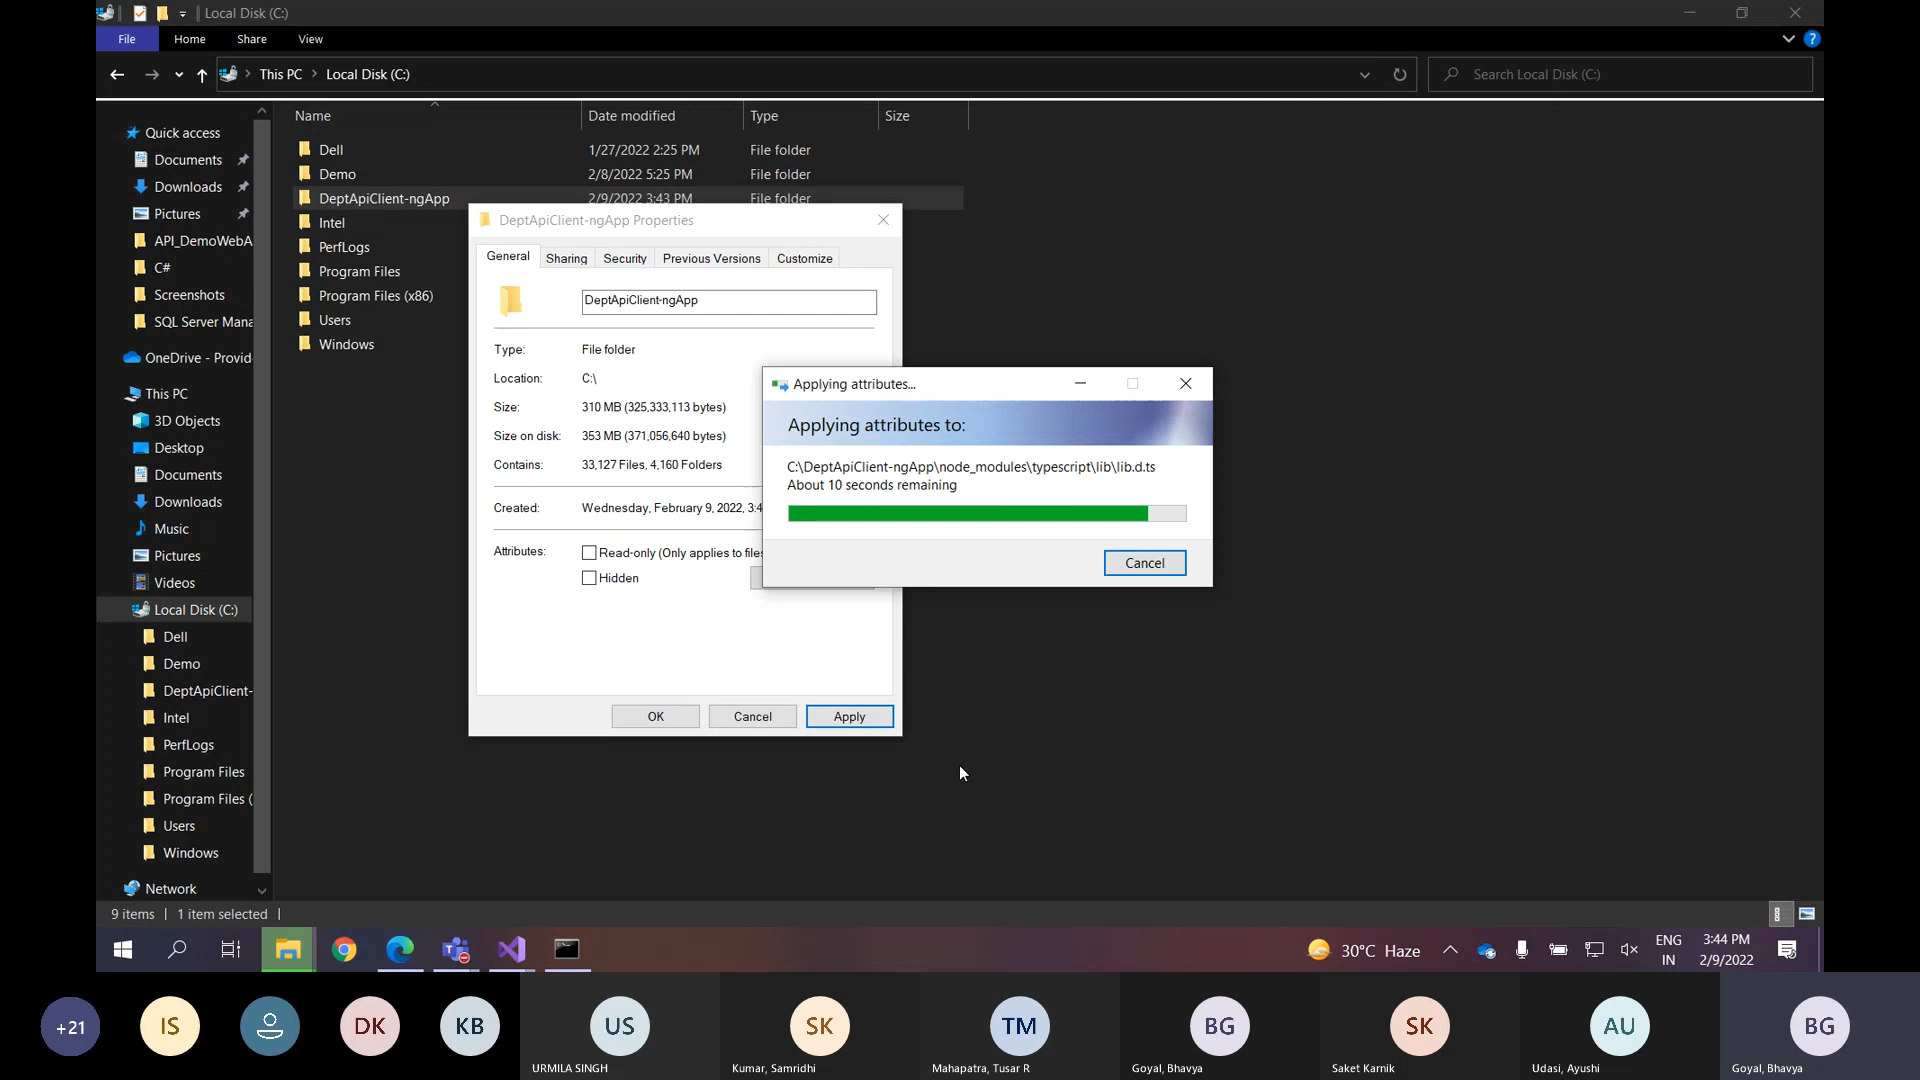 Local Disk (C:)
File Home Share View
This PC Local Disk (C:) Search Local Disk (C:)
Name Date modified Type Size
Quick access
Documents
Downloads
Pictures
API_DemoWebA
C#
Screenshots
SQL Server Mana
OneDrive - Provid
This PC
3D Objects
Desktop
Documents
Downloads
Music
Pictures
Videos
Local Disk (C:)
Dell
Demo
DeptApiClient-
Intel
PerfLogs
Program Files
Program Files (
Users
Windows
Network
Dell 1/27/2022 2:25 PM File folder
Demo 2/8/2022 5:25 PM File folder
DeptApiClient-ngApp 2/9/2022 3:43 PM File folder
Intel
PerfLogs
Program Files
Program Files (x86)
Users
Windows
DeptApiClient-ngApp Properties
General Sharing Security Previous Versions Customize
DeptApiClient-ngApp
Type: File folder
Location: C:\
Size: 310 MB (325,333,113 bytes)
Size on disk: 353 MB (371,056,640 bytes)
Contains: 33,127 Files, 4,160 Folders
Created: Wednesday, February 9, 2022, 3:4
Attributes: Read-only (Only applies to files
Hidden
OK Cancel Apply
Applying attributes...
Applying attributes to:
C:\DeptApiClient-ngApp\node_modules\typescript\lib\lib.d.ts
About 10 seconds remaining
Cancel
9 items 1 item selected
30°C Haze
ENG
IN
3:44 PM
2/9/2022
+21 IS DK KB US SK TM BG SK AU BG
URMILA SINGH Kumar, Samridhi Mahapatra, Tusar R Goyal, Bhavya Saket Karnik Udasi, Ayushi Goyal, Bhavya